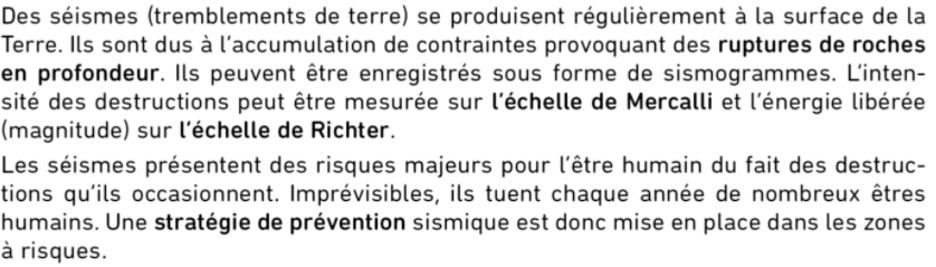 Des séismes (tremblements de terre) se produisent régulièrement à la surface de la
Terre. Ils sont dus à l'accumulation de contraintes provoquant des ruptures de roches
en profondeur. Ils peuvent être enregistrés sous forme de sismogrammes. L'inten-
sité des destructions peut être mesurée sur l'échelle de Mercalli et l'énergie libérée
(magnitude) sur l'échelle de Richter.
Les séismes présentent des risques majeurs pour l'être humain du fait des destruc-
tions qu'ils occasionnent. Imprévisibles, ils tuent chaque année de nombreux êtres
humains. Une stratégie de prévention sismique est donc mise en place dans les zones
à risques.